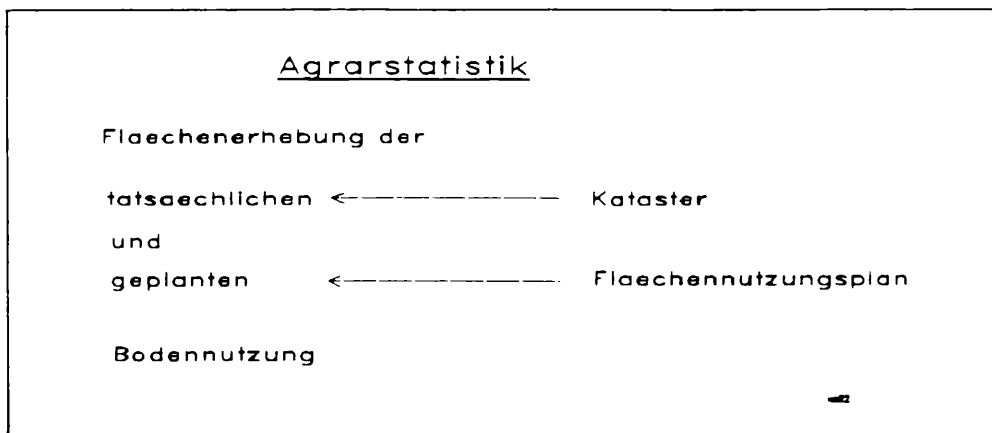 Agrarstatistik
Flaechenerhebung der
tatsaechlichen <---------- Kataster
und
geplanten <---------- Flaechennutzungsplan
Bodennutzung